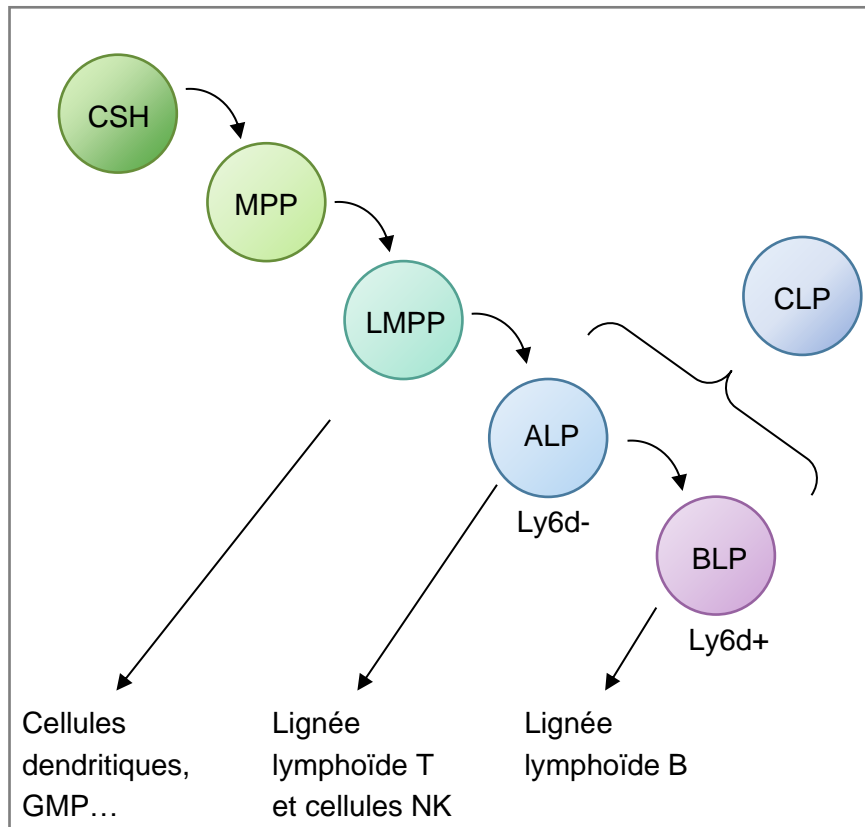 CSH
MPP
CLP
LMPP
ALP
Ly6d-
BLP
Ly6d+
Cellules
dendritiques,
GMP…
Lignée
lymphoïde T
et cellules NK
Lignée
lymphoïde B